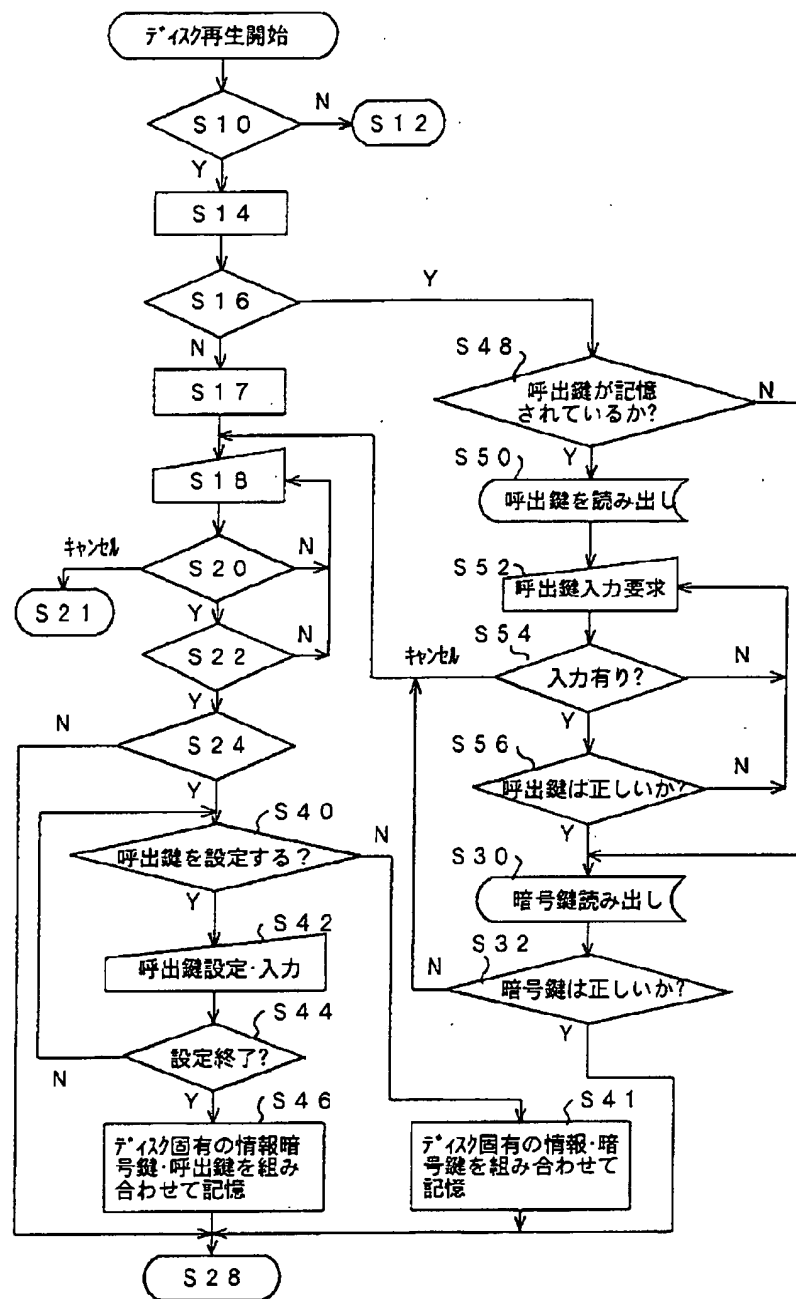 ディスク再生開始
S10
N
S12
Y
S14
S16
Y
N
S17
S18
キャンセル
S20
N
S21
Y
S22
N
Y
N
S24
Y
S40
呼出鍵を設定する？
N
Y
S42
呼出鍵設定・入力
S44
設定終了?
N
Y
S46
ディスク固有の情報暗
号鍵・呼出鍵を組み
合わせて記憶
S48
呼出鍵が記憶
されているか?
N
Y
S50
呼出鍵を読み出し
S52
呼出鍵入力要求
S54
キャンセル
入力有り?
N
Y
S56
呼出鍵は正しいか?
N
Y
S30
暗号鍵読み出し
S32
N
暗号鍵は正しいか?
Y
S41
ディスク固有の情報・暗
号鍵を組み合わせて
記憶
S28